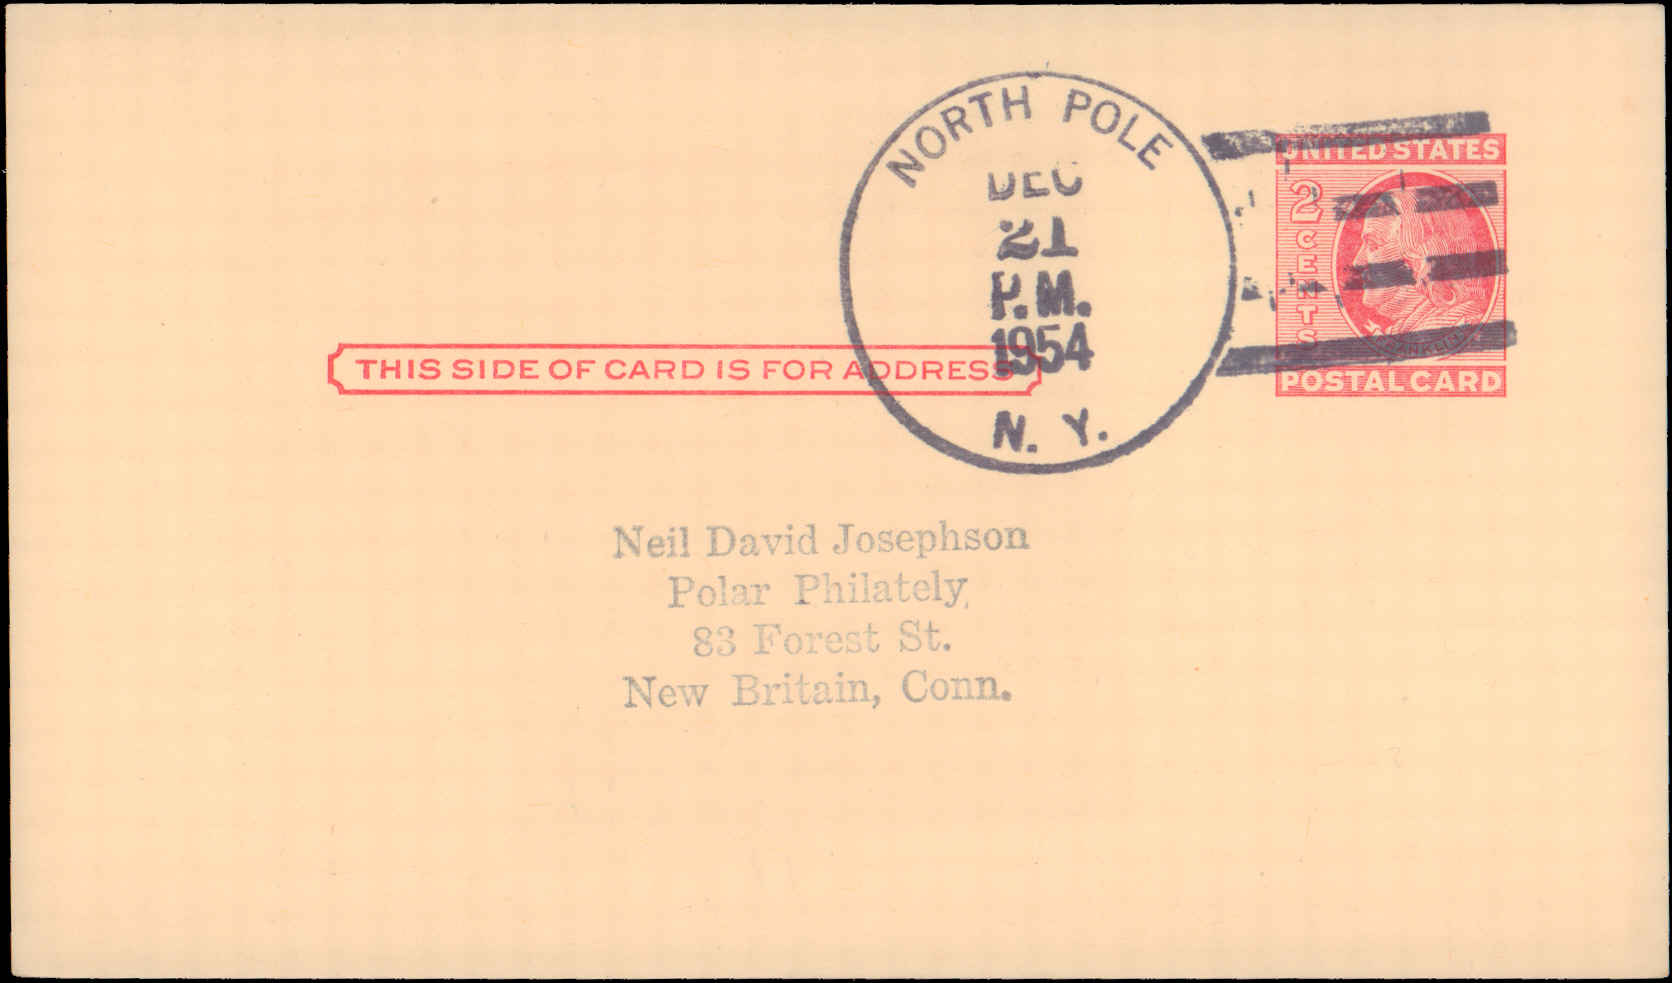 NORTH POLE
DEC
21
P.M.
1954
N. Y.
UNITED STATES
2
CENTS
FRANKLIN
POSTAL CARD
THIS SIDE OF CARD IS FOR ADDRESS
Neil David Josephson
Polar Philately,
83 Forest St.
New Britain, Conn.